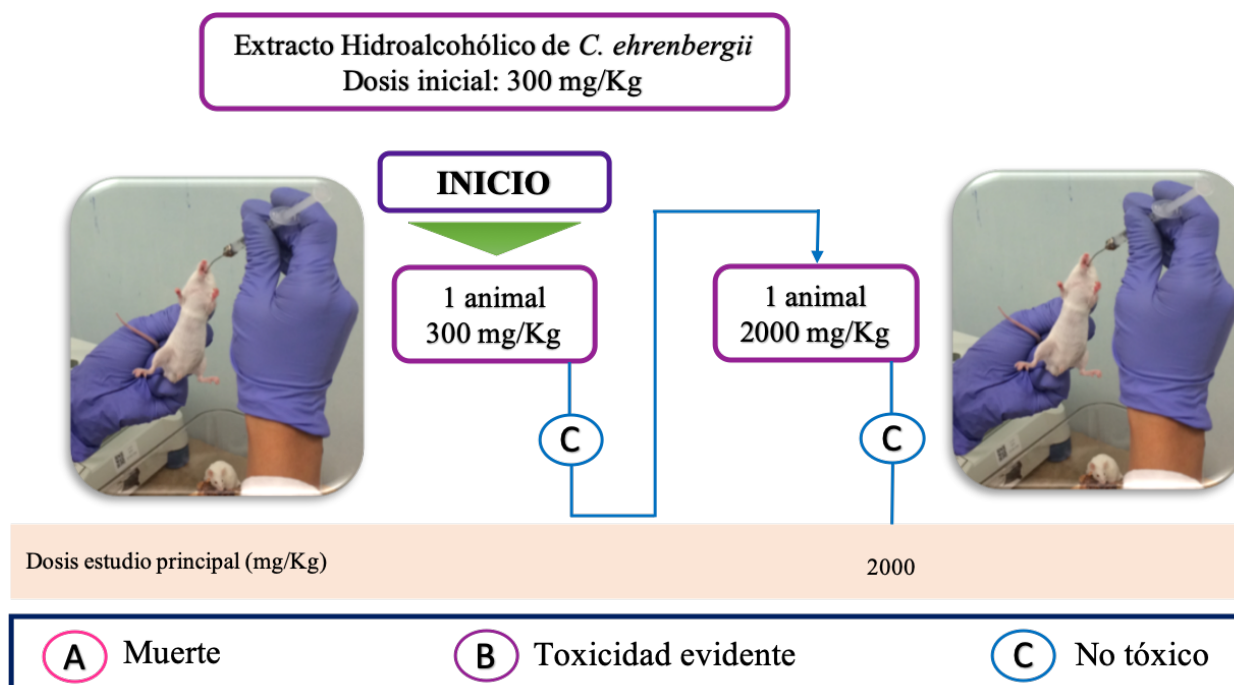 Extracto Hidroalcohólico de C. ehrenbergii
Dosis inicial: 300 mg/Kg
INICIO
1 animal
300 mg/Kg
1 animal
2000 mg/Kg
C
C
Dosis estudio principal (mg/Kg)
2000
A Muerte
B Toxicidad evidente
C No tóxico